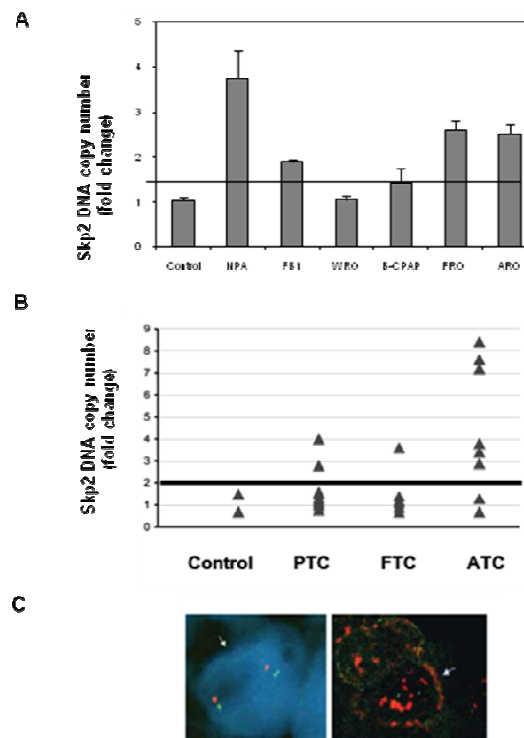 A
Skp2 DNA copy number
(fold change)
5
4
3
2
1
0
Control NPA FB1 WRO B-CPAP FRO ARO
B
Skp2 DNA copy number
(fold change)
9
8
7
6
5
4
3
2
1
0
Control PTC FTC ATC
C